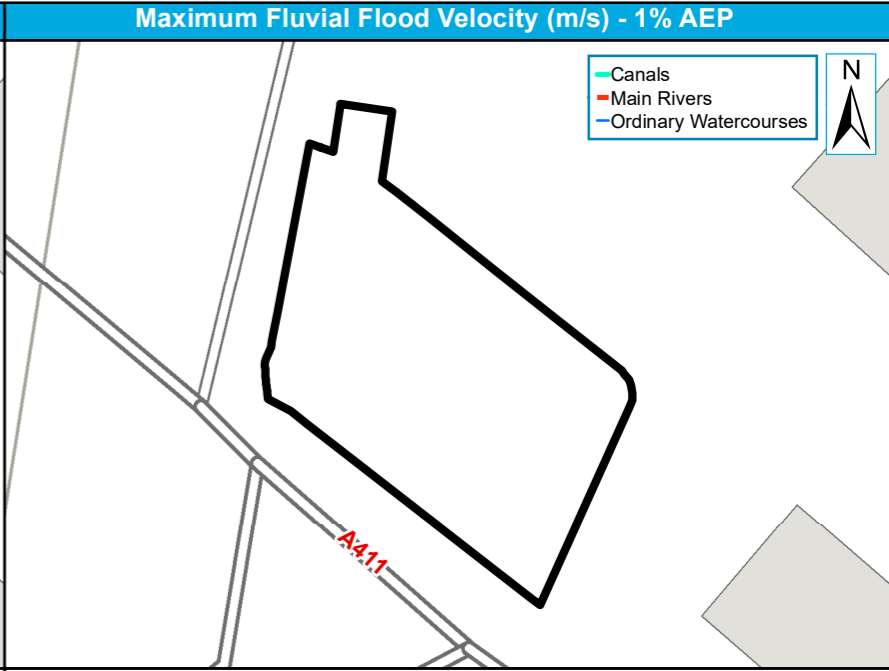 Maximum Fluvial Flood Velocity (m/s) - 1% AEP
Canals
Main Rivers
Ordinary Watercourses
N
A411